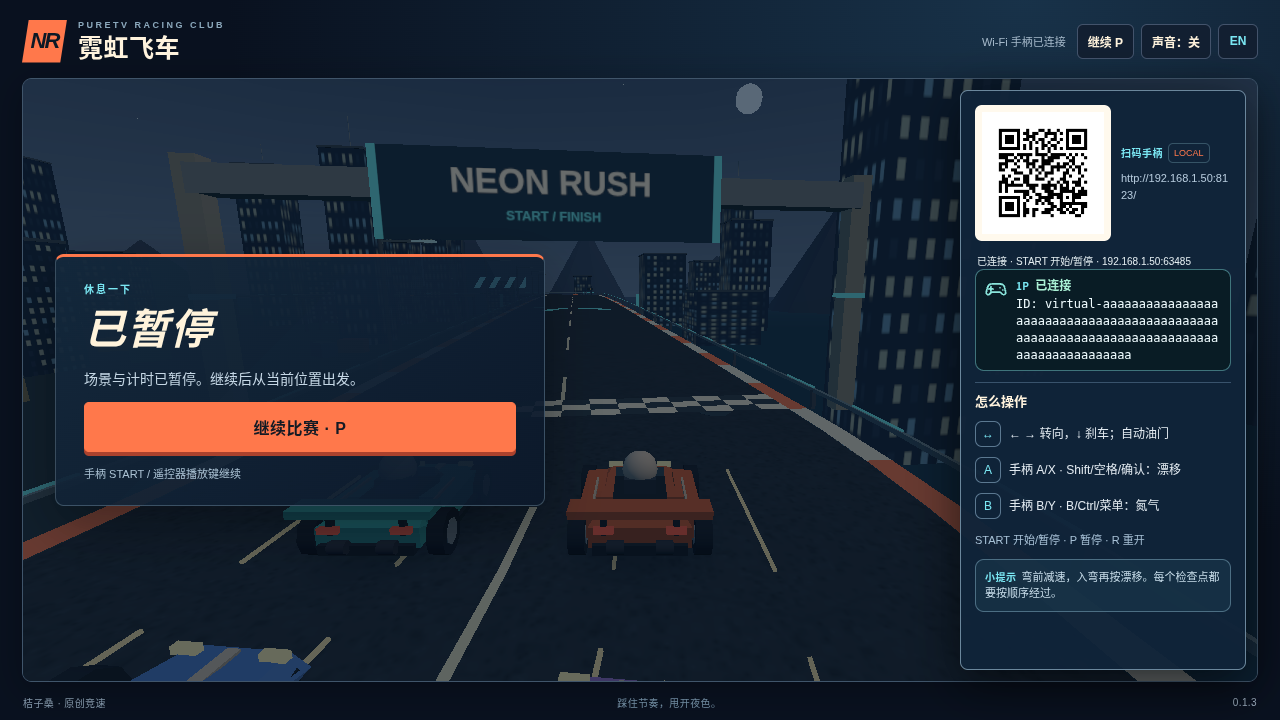 NR
PURETV RACING CLUB
霓虹飞车
Wi-Fi 手柄已连接
继续 P
声音：关
EN
NEON RUSH
START / FINISH
休息一下
已暂停
场景与计时已暂停。继续后从当前位置出发。
继续比赛 · P
手柄 START / 遥控器播放键继续
扫码手柄 LOCAL
http://192.168.1.50:81
23/
已连接 · START 开始/暂停 · 192.168.1.50:63485
1P 已连接
ID: virtual-aaaaaaaaaaaaaaaa
aaaaaaaaaaaaaaaaaaaaaaaaaaaa
aaaaaaaaaaaaaaaaaaaaaaaaaaaa
aaaaaaaaaaaaaaaa
怎么操作
↔ ← → 转向，↓ 刹车；自动油门
A 手柄 A/X · Shift/空格/确认：漂移
B 手柄 B/Y · B/Ctrl/菜单：氮气
START 开始/暂停 · P 暂停 · R 重开
小提示 弯前减速，入弯再按漂移。每个检查点都
要按顺序经过。
桔子桑 · 原创竞速
踩住节奏，甩开夜色。
0.1.3